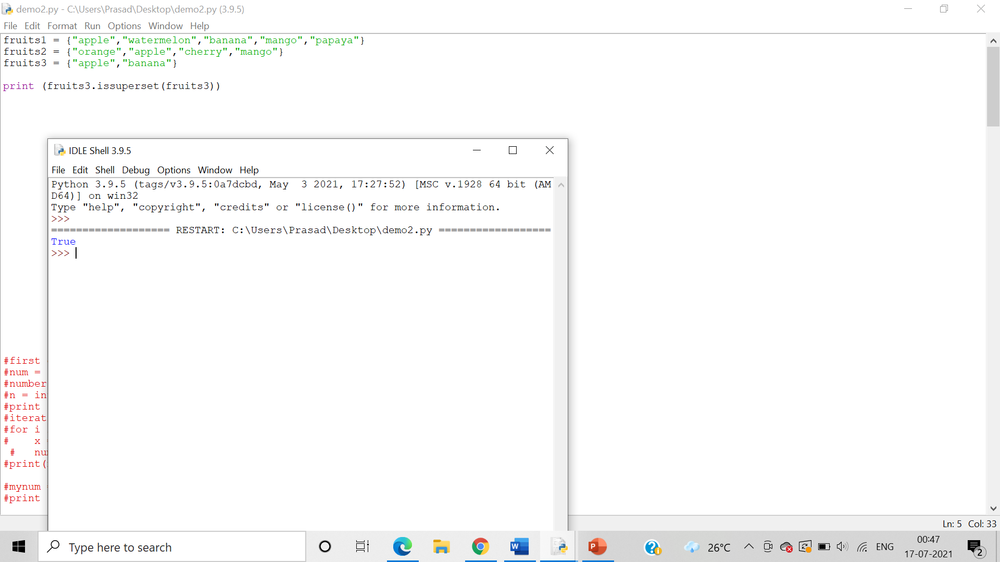 demo2.py - C:\Users\Prasad\Desktop\demo2.py (3.9.5)
File Edit Format Run Options Window Help
fruits1 = {"apple","watermelon","banana","mango","papaya"}
fruits2 = {"orange","apple","cherry","mango"}
fruits3 = {"apple","banana"}
print (fruits3.issuperset(fruits3))
IDLE Shell 3.9.5
File Edit Shell Debug Options Window Help
Python 3.9.5 (tags/v3.9.5:0a7dcbd, May  3 2021, 17:27:52) [MSC v.1928 64 bit (AM
D64)] on win32
Type "help", "copyright", "credits" or "license()" for more information.
>>>
=================== RESTART: C:\Users\Prasad\Desktop\demo2.py ==================
True
>>>
#first
#num =
#number
#n = in
#print
#iterat
#for i
#    x
 #   nu
#print(
#mynum
#print
Ln: 5 Col: 33
Type here to search
W
P
26°C
ENG
00:47
17-07-2021
2